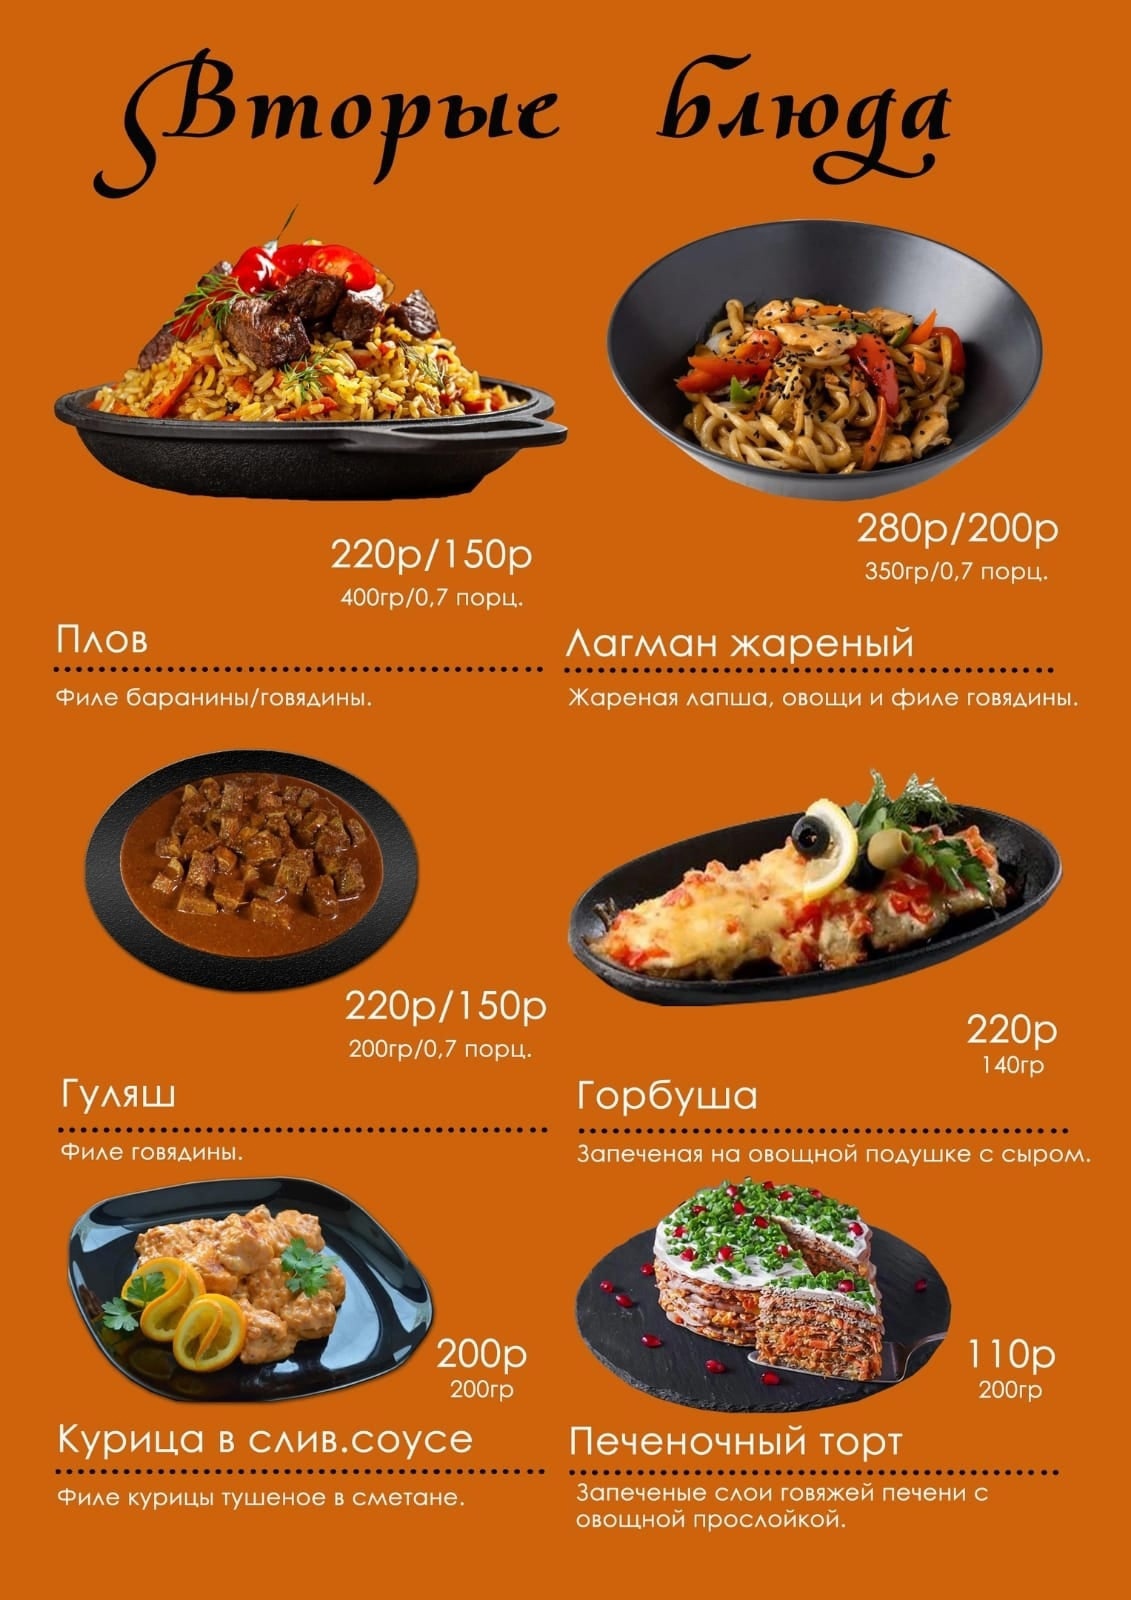 Вторые блюда
220р/150р
400гр/0,7 порц.
Плов
Филе баранины/говядины.
280р/200р
350гр/0,7 порц.
Лагман жареный
Жареная лапша, овощи и филе говядины.
220р/150р
200гр/0,7 порц.
Гуляш
Филе говядины.
220р
140гр
Горбуша
Запеченая на овощной подушке с сыром.
200р
200гр
Курица в слив.соусе
Филе курицы тушеное в сметане.
110р
200гр
Печеночный торт
Запеченые слои говяжей печени с
овощной прослойкой.